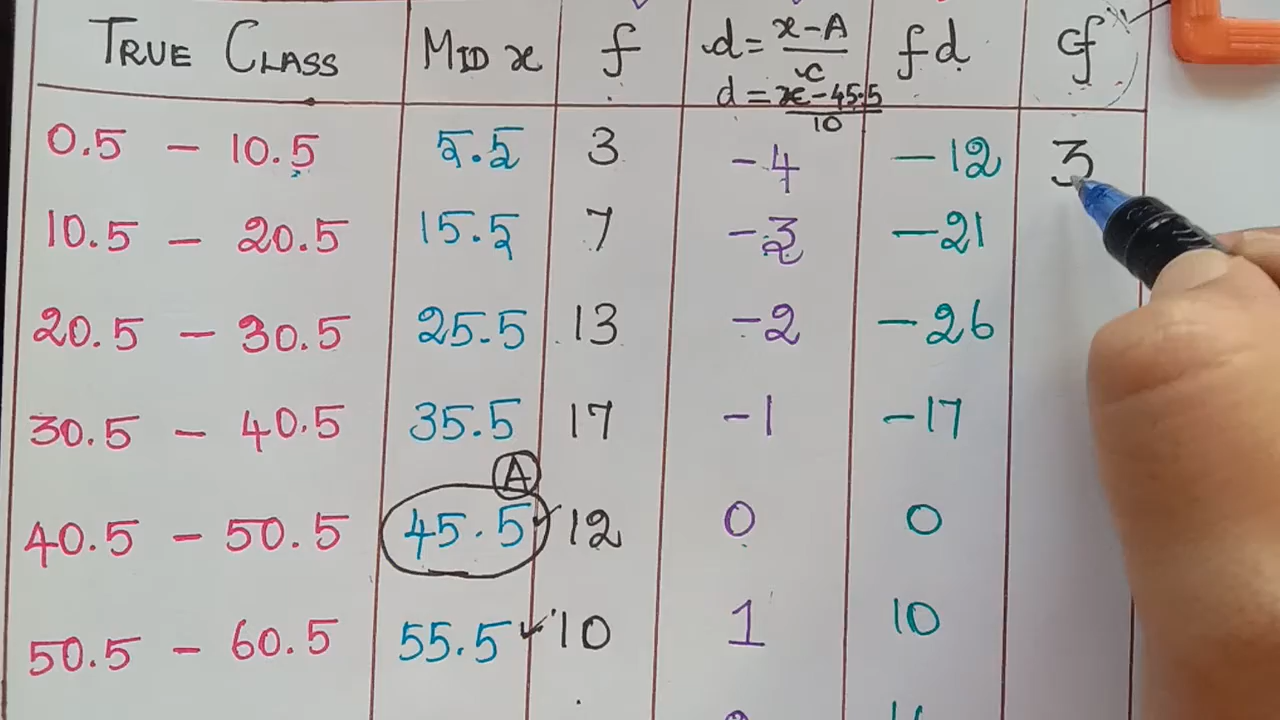 TRUE CLASS MID x f d = x-A / c fd cf
d = x-45.5 / 10
0.5 - 10.5 5.5 3 -4 -12 3
10.5 - 20.5 15.5 7 -3 -21
20.5 - 30.5 25.5 13 -2 -26
30.5 - 40.5 35.5 17 -1 -17
A
40.5 - 50.5 45.5 12 0 0
50.5 - 60.5 55.5 10 1 10